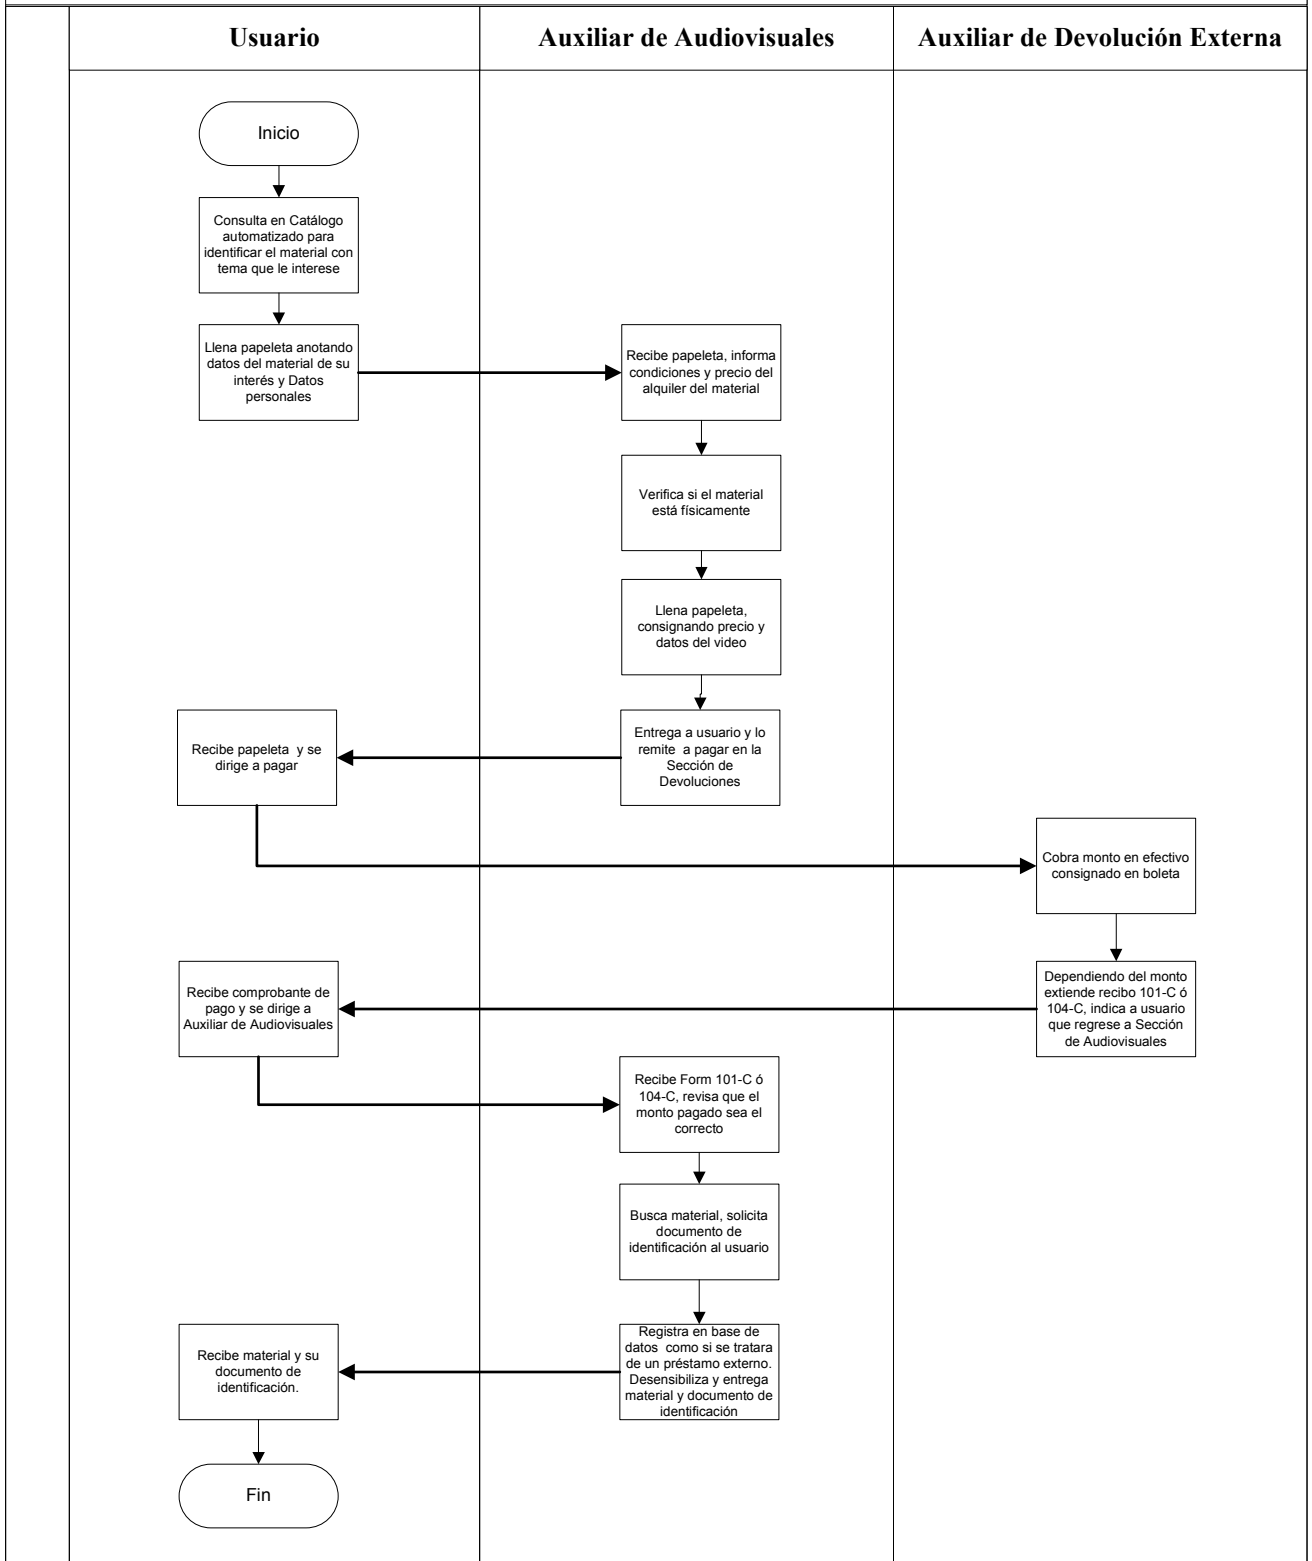 Usuario
Auxiliar de Audiovisuales
Auxiliar de Devolución Externa
Inicio
Consulta en Catálogo
automatizado para
identificar el material con
tema que le interese
Llena papeleta anotando
datos del material de su
interés y Datos
personales
Recibe papeleta, informa
condiciones y precio del
alquiler del material
Verifica si el material
está físicamente
Llena papeleta,
consignando precio y
datos del video
Entrega a usuario y lo
remite a pagar en la
Sección de
Devoluciones
Recibe papeleta y se
dirige a pagar
Cobra monto en efectivo
consignado en boleta
Dependiendo del monto
extiende recibo 101-C ó
104-C, indica a usuario
que regrese a Sección
de Audiovisuales
Recibe comprobante de
pago y se dirige a
Auxiliar de Audiovisuales
Recibe Form 101-C ó
104-C, revisa que el
monto pagado sea el
correcto
Busca material, solicita
documento de
identificación al usuario
Registra en base de
datos como si se tratara
de un préstamo externo.
Desensibiliza y entrega
material y documento de
identificación
Recibe material y su
documento de
identificación.
Fin